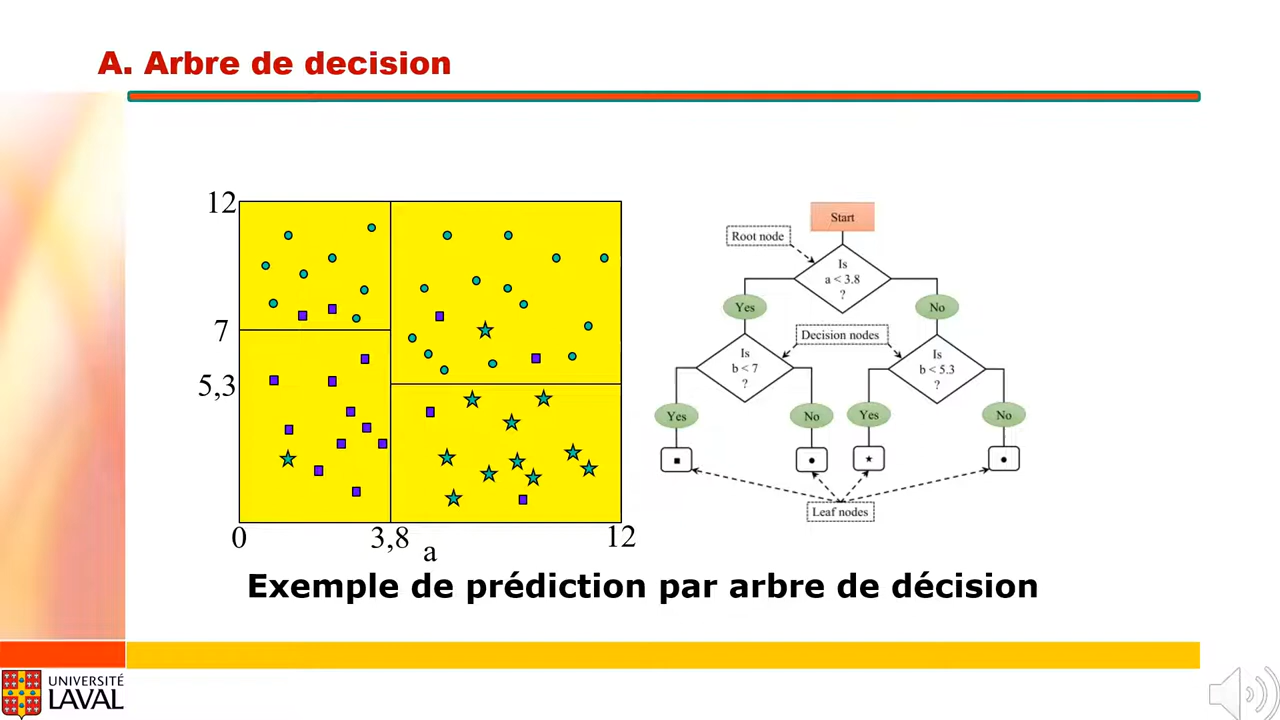 A. Arbre de decision
12
7
5,3
0
3,8
a
12
Start
Root node
Is
a < 3.8
?
Yes
No
Decision nodes
Is
b < 7
?
Is
b < 5.3
?
Yes
No
Yes
No
Leaf nodes
Exemple de prédiction par arbre de décision
UNIVERSITÉ
LAVAL